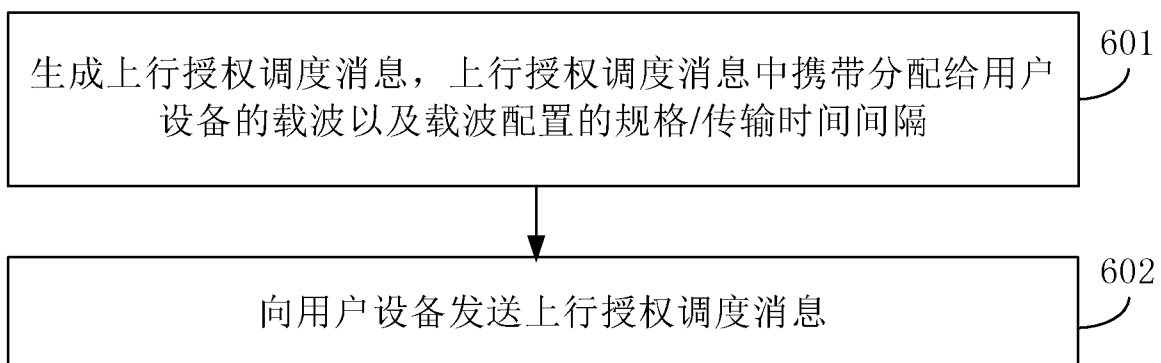 生成上行授权调度消息，上行授权调度消息中携带分配给用户
设备的载波以及载波配置的规格/传输时间间隔
601
向用户设备发送上行授权调度消息
602